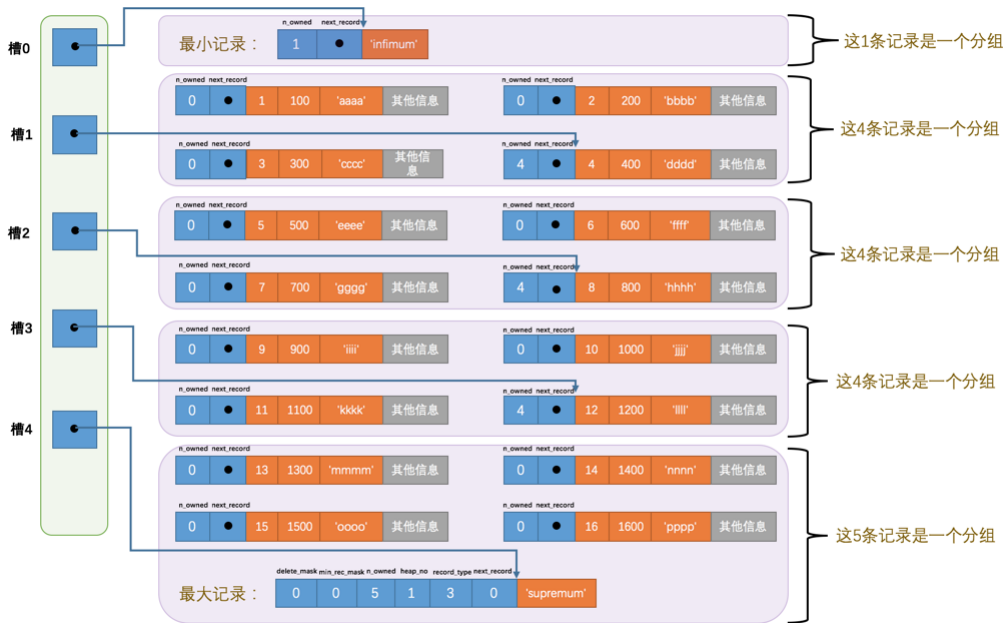 槽0
n_owned next_record
最小记录： 1 'infimum'
这1条记录是一个分组
n_owned next_record n_owned next_record
0 1 100 'aaaa' 其他信息 0 2 200 'bbbb' 其他信息
槽1
这4条记录是一个分组
n_owned next_record n_owned next_record
0 3 300 'cccc' 其他信息 4 4 400 'dddd' 其他信息
n_owned next_record n_owned next_record
0 5 500 'eeee' 其他信息 0 6 600 'ffff' 其他信息
槽2
这4条记录是一个分组
n_owned next_record n_owned next_record
0 7 700 'gggg' 其他信息 4 8 800 'hhhh' 其他信息
槽3
n_owned next_record n_owned next_record
0 9 900 'iiii' 其他信息 0 10 1000 'jjjj' 其他信息
这4条记录是一个分组
n_owned next_record n_owned next_record
0 11 1100 'kkkk' 其他信息 4 12 1200 'llll' 其他信息
槽4
n_owned next_record n_owned next_record
0 13 1300 'mmmm' 其他信息 0 14 1400 'nnnn' 其他信息
n_owned next_record n_owned next_record
0 15 1500 'oooo' 其他信息 0 16 1600 'pppp' 其他信息
这5条记录是一个分组
delete_mask min_rec_mask n_owned heap_no record_type next_record
最大记录： 0 0 5 1 3 0 'supremum'